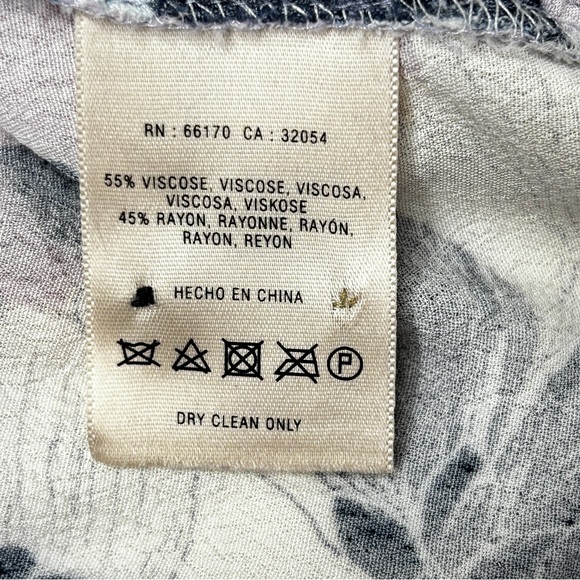 RN : 66170 CA : 32054
55% VISCOSE, VISCOSE, VISCOSA,
VISCOSA, VISKOSE
45% RAYON, RAYONNE, RAYÓN,
RAYON, REYON
HECHO EN CHINA
P
DRY CLEAN ONLY